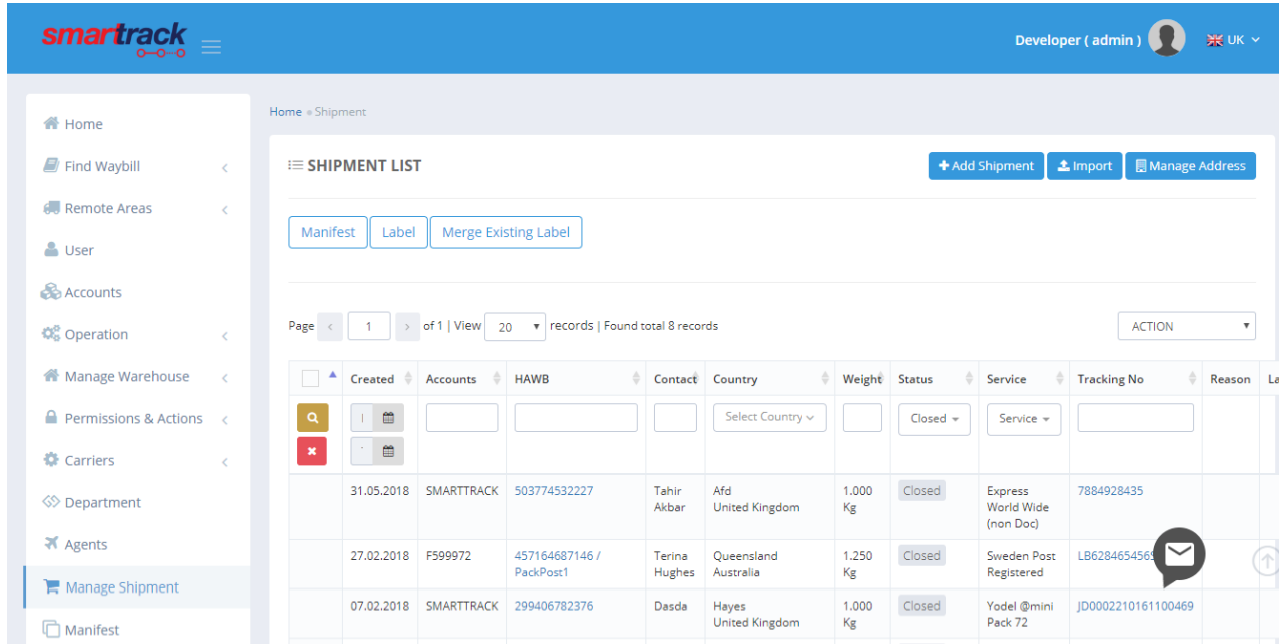 smartrack
Developer ( admin )
UK
Home
Find Waybill
Remote Areas
User
Accounts
Operation
Manage Warehouse
Permissions & Actions
Carriers
Department
Agents
Manage Shipment
Manifest
Home » Shipment
SHIPMENT LIST
Add Shipment
Import
Manage Address
Manifest
Label
Merge Existing Label
Page 1 of 1 | View 20 records | Found total 8 records
ACTION
Created Accounts HAWB Contact Country Weight Status Service Tracking No Reason La
Select Country Closed Service
31.05.2018 SMARTTRACK 503774532227 Tahir Afd 1.000 Closed Express 7884928435
Akbar United Kingdom Kg World Wide
(non Doc)
27.02.2018 F599972 457164687146 / Terina Queensland 1.250 Closed Sweden Post
PackPost1 Hughes Australia Kg Registered
07.02.2018 SMARTTRACK 299406782376 Dasda Hayes 1.000 Closed Yodel @mini JD0002210161100469
United Kingdom Kg Pack 72